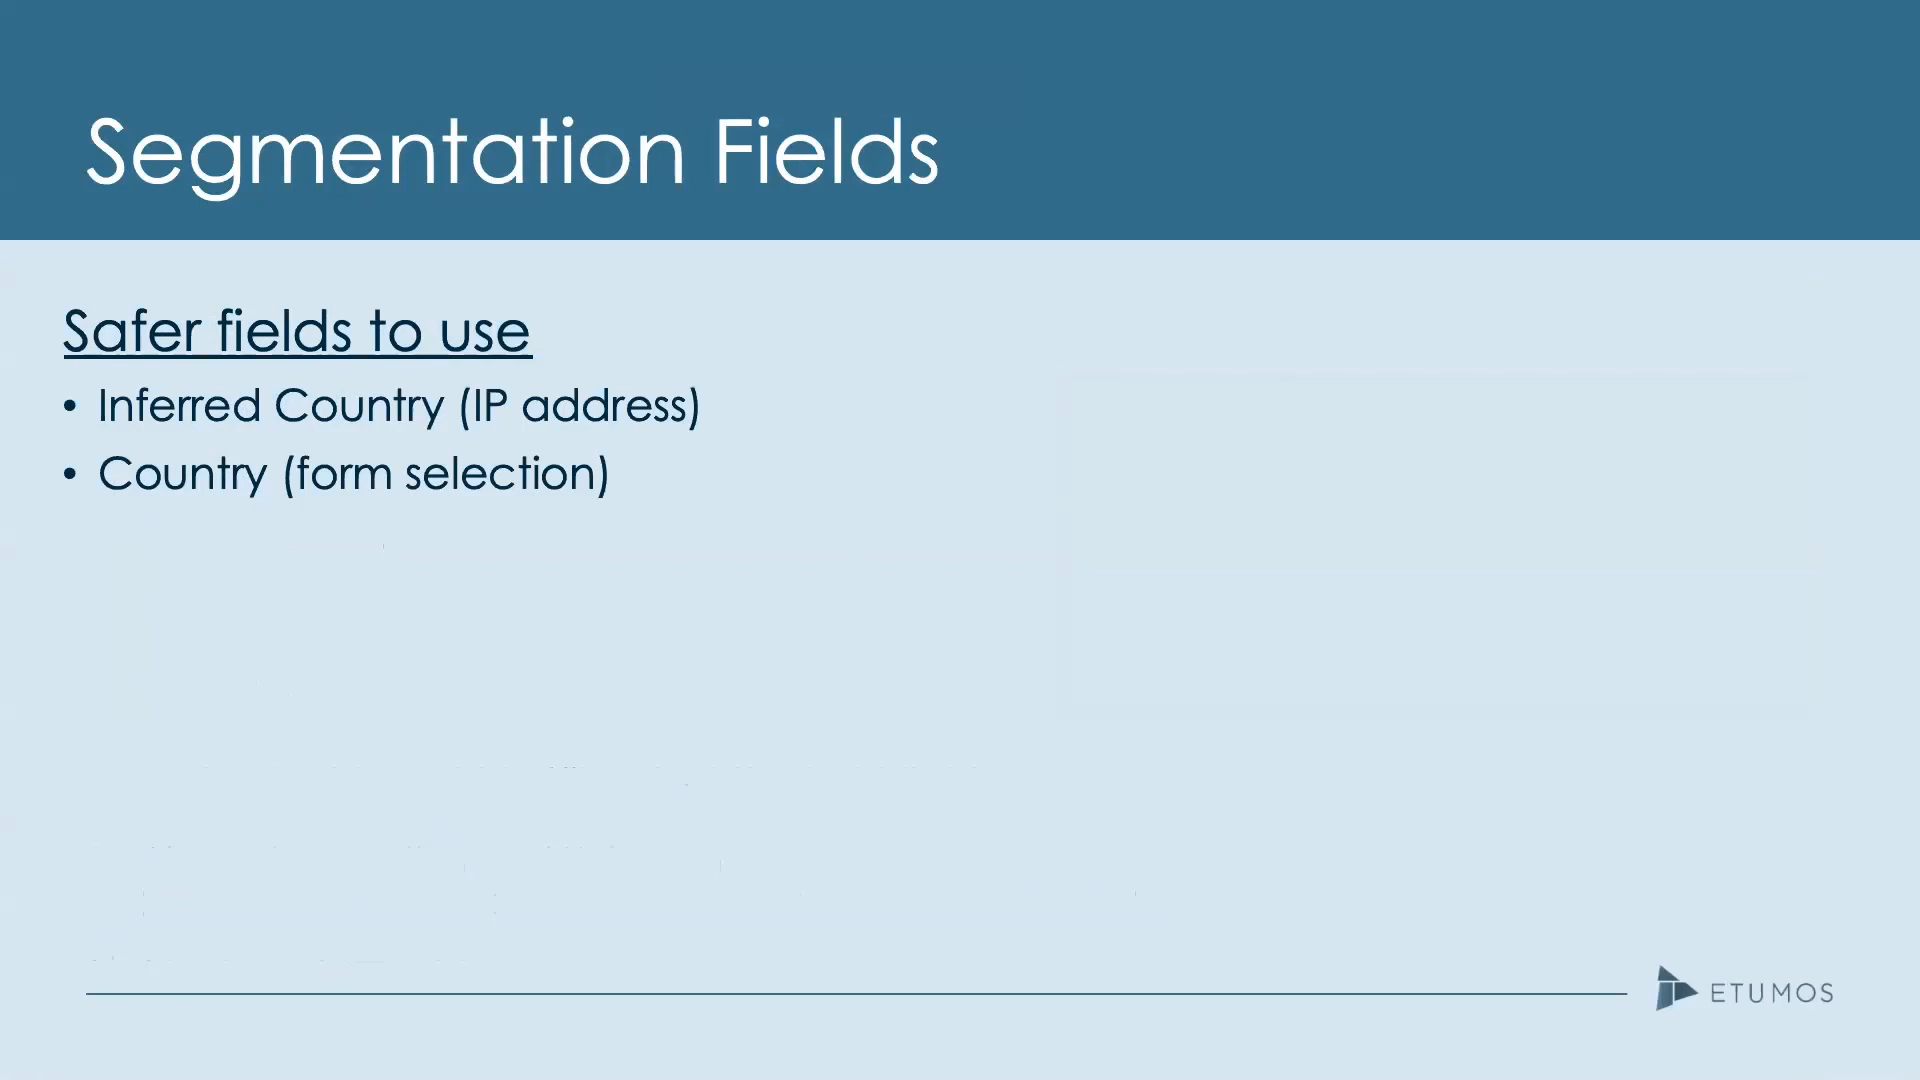 Segmentation Fields
Safer fields to use
• Inferred Country (IP address)
• Country (form selection)
ETUMOS